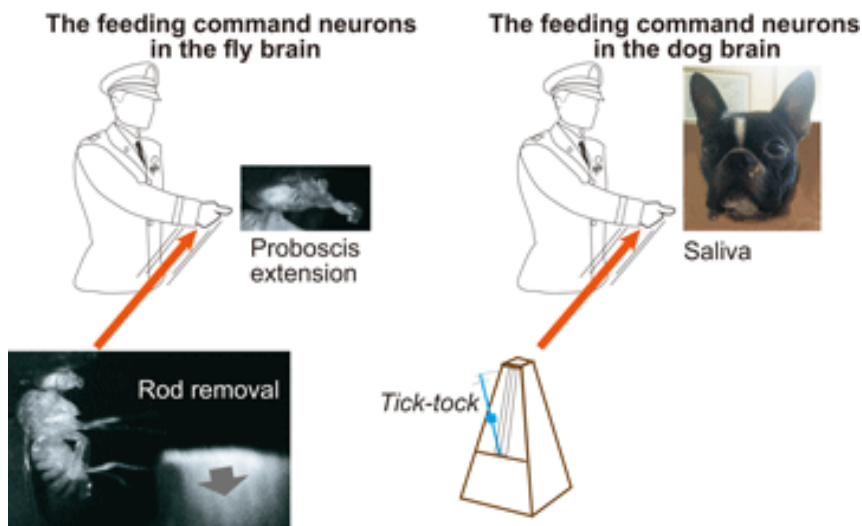 The feeding command neurons
in the fly brain
Proboscis
extension
Rod removal
The feeding command neurons
in the dog brain
Saliva
Tick-tock